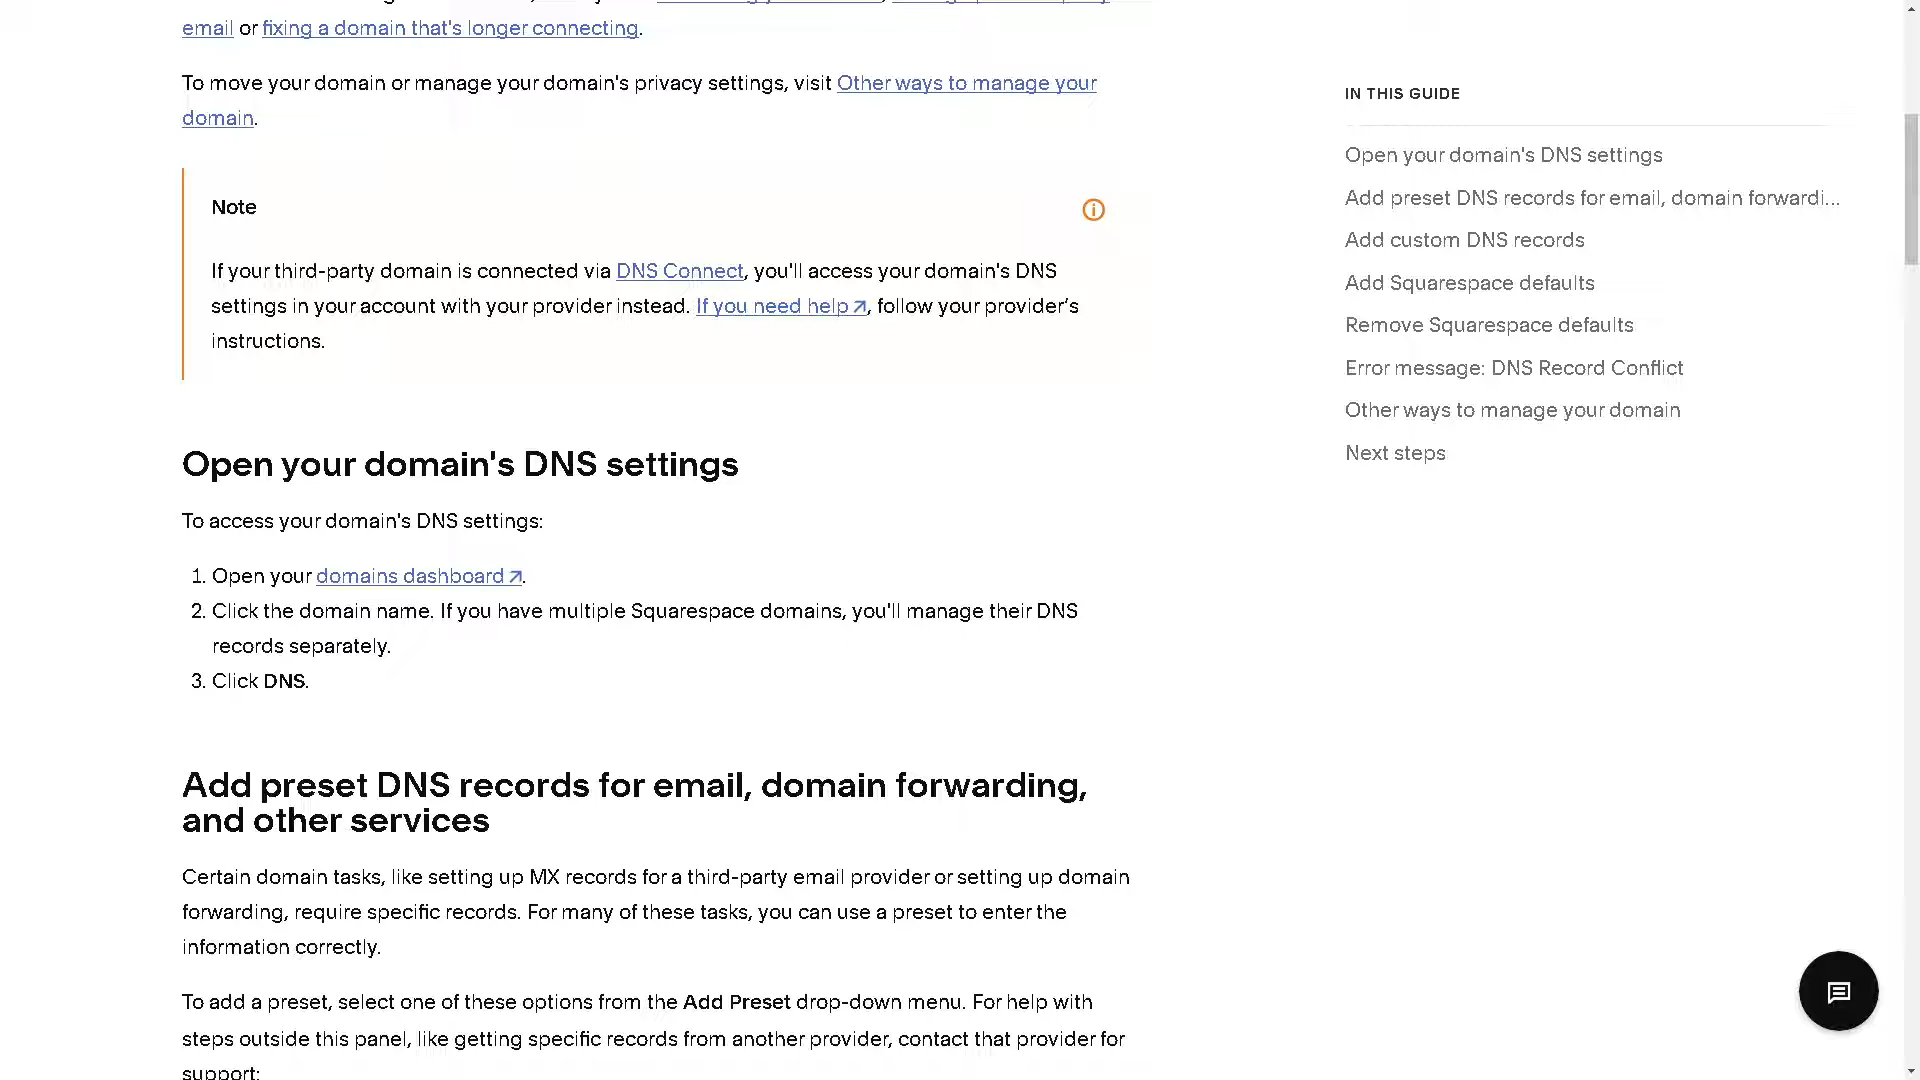 email or fixing a domain that's longer connecting.
To move your domain or manage your domain's privacy settings, visit Other ways to manage your
domain.
Note
If your third-party domain is connected via DNS Connect, you'll access your domain's DNS
settings in your account with your provider instead. If you need help, follow your provider’s
instructions.
Open your domain's DNS settings
To access your domain's DNS settings:
1. Open your domains dashboard.
2. Click the domain name. If you have multiple Squarespace domains, you'll manage their DNS
records separately.
3. Click DNS.
Add preset DNS records for email, domain forwarding,
and other services
Certain domain tasks, like setting up MX records for a third-party email provider or setting up domain
forwarding, require specific records. For many of these tasks, you can use a preset to enter the
information correctly.
To add a preset, select one of these options from the Add Preset drop-down menu. For help with
steps outside this panel, like getting specific records from another provider, contact that provider for
support:
IN THIS GUIDE
Open your domain's DNS settings
Add preset DNS records for email, domain forwardi...
Add custom DNS records
Add Squarespace defaults
Remove Squarespace defaults
Error message: DNS Record Conflict
Other ways to manage your domain
Next steps